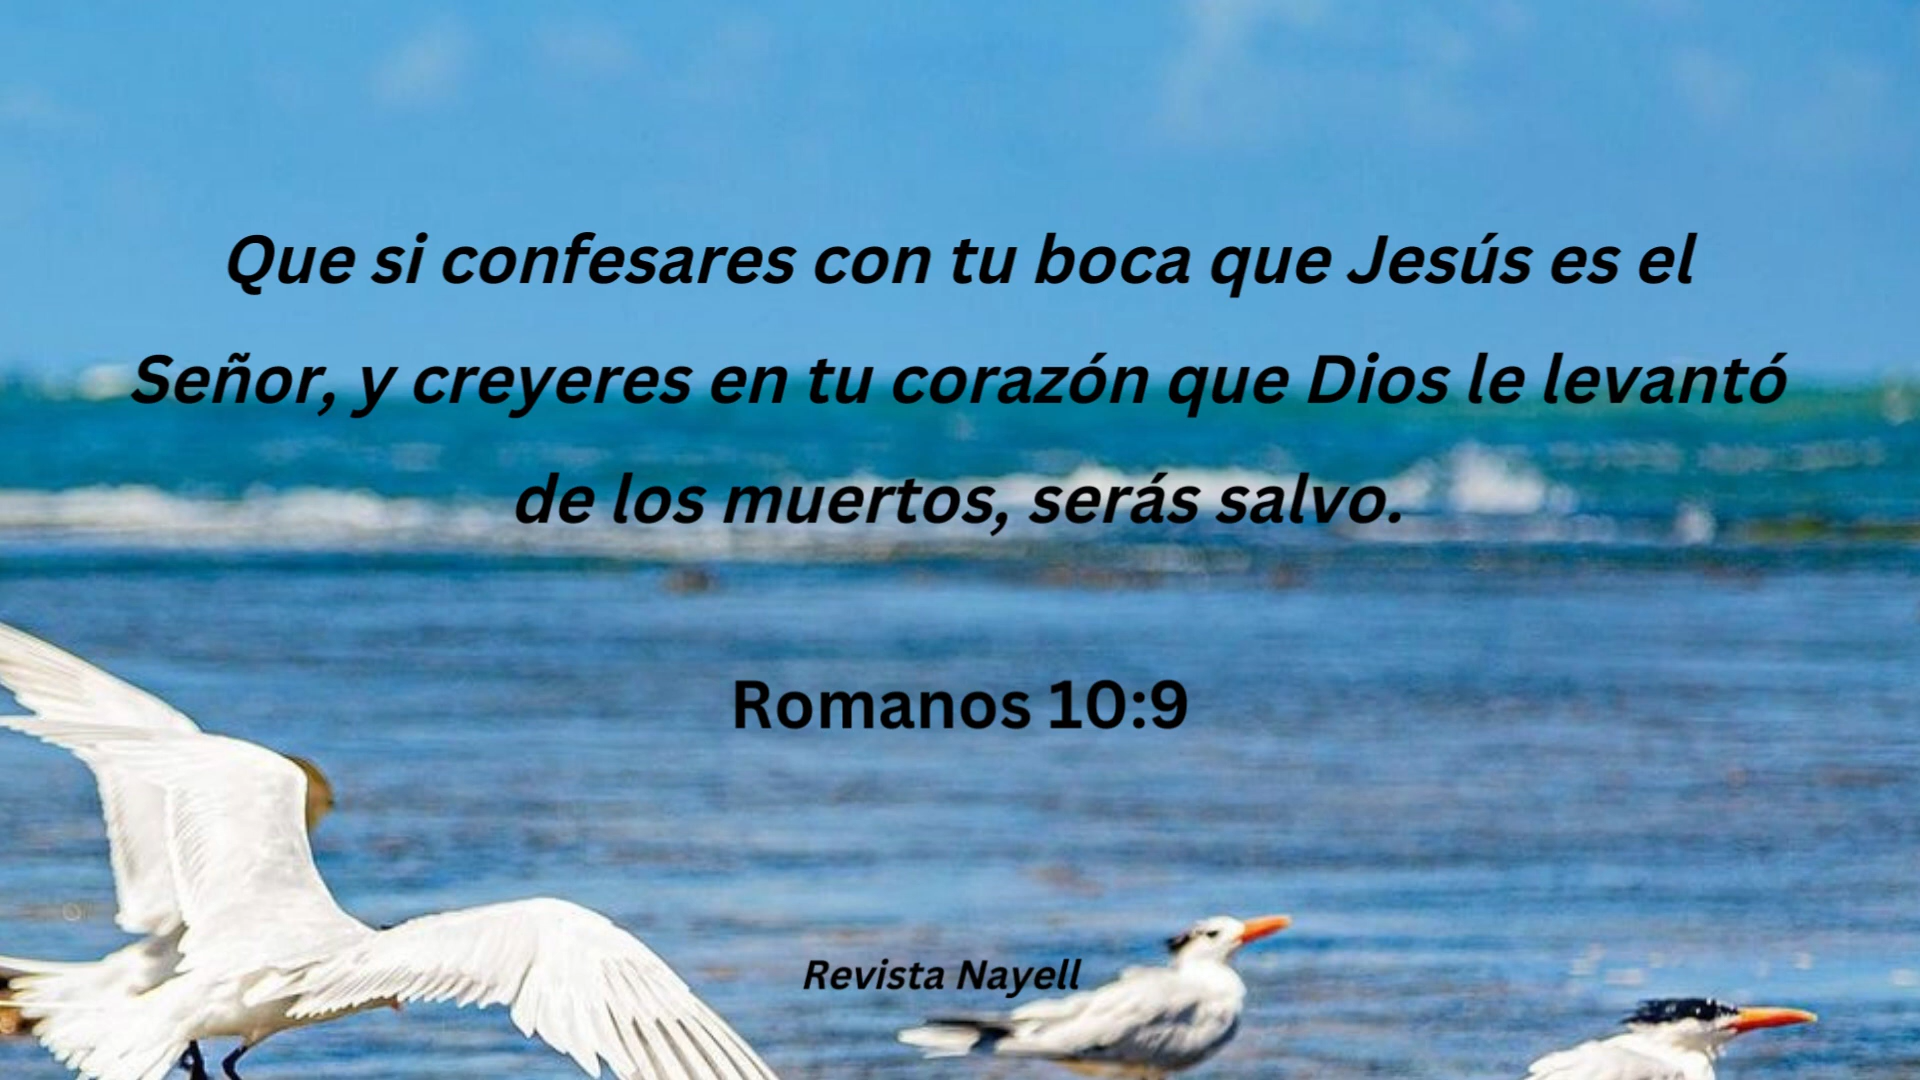 Que si confesares con tu boca que Jesús es el
Señor, y creyeres en tu corazón que Dios le levantó
de los muertos, serás salvo.
Romanos 10:9
Revista Nayell